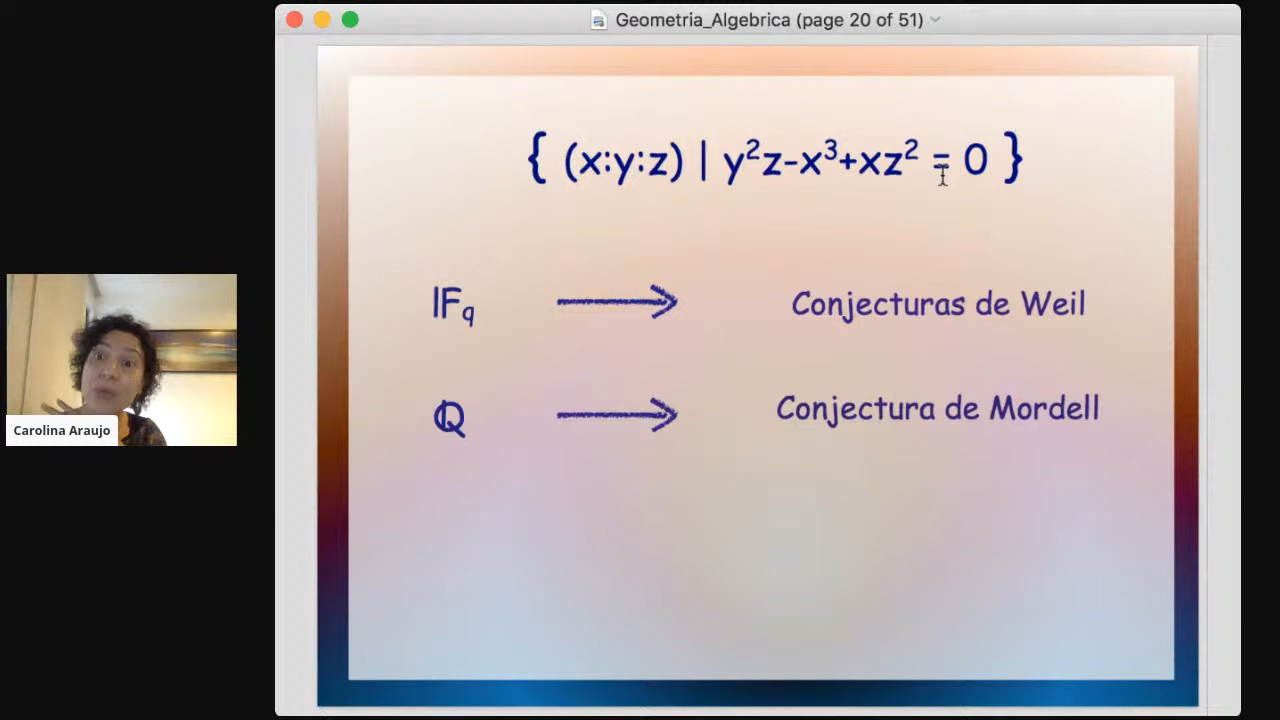 Geometria_Algebrica (page 20 of 51)
{ (x:y:z) | y²z-x³+xz² = 0 }
𝔽q → Conjecturas de Weil
ℚ → Conjectura de Mordell
Carolina Araujo